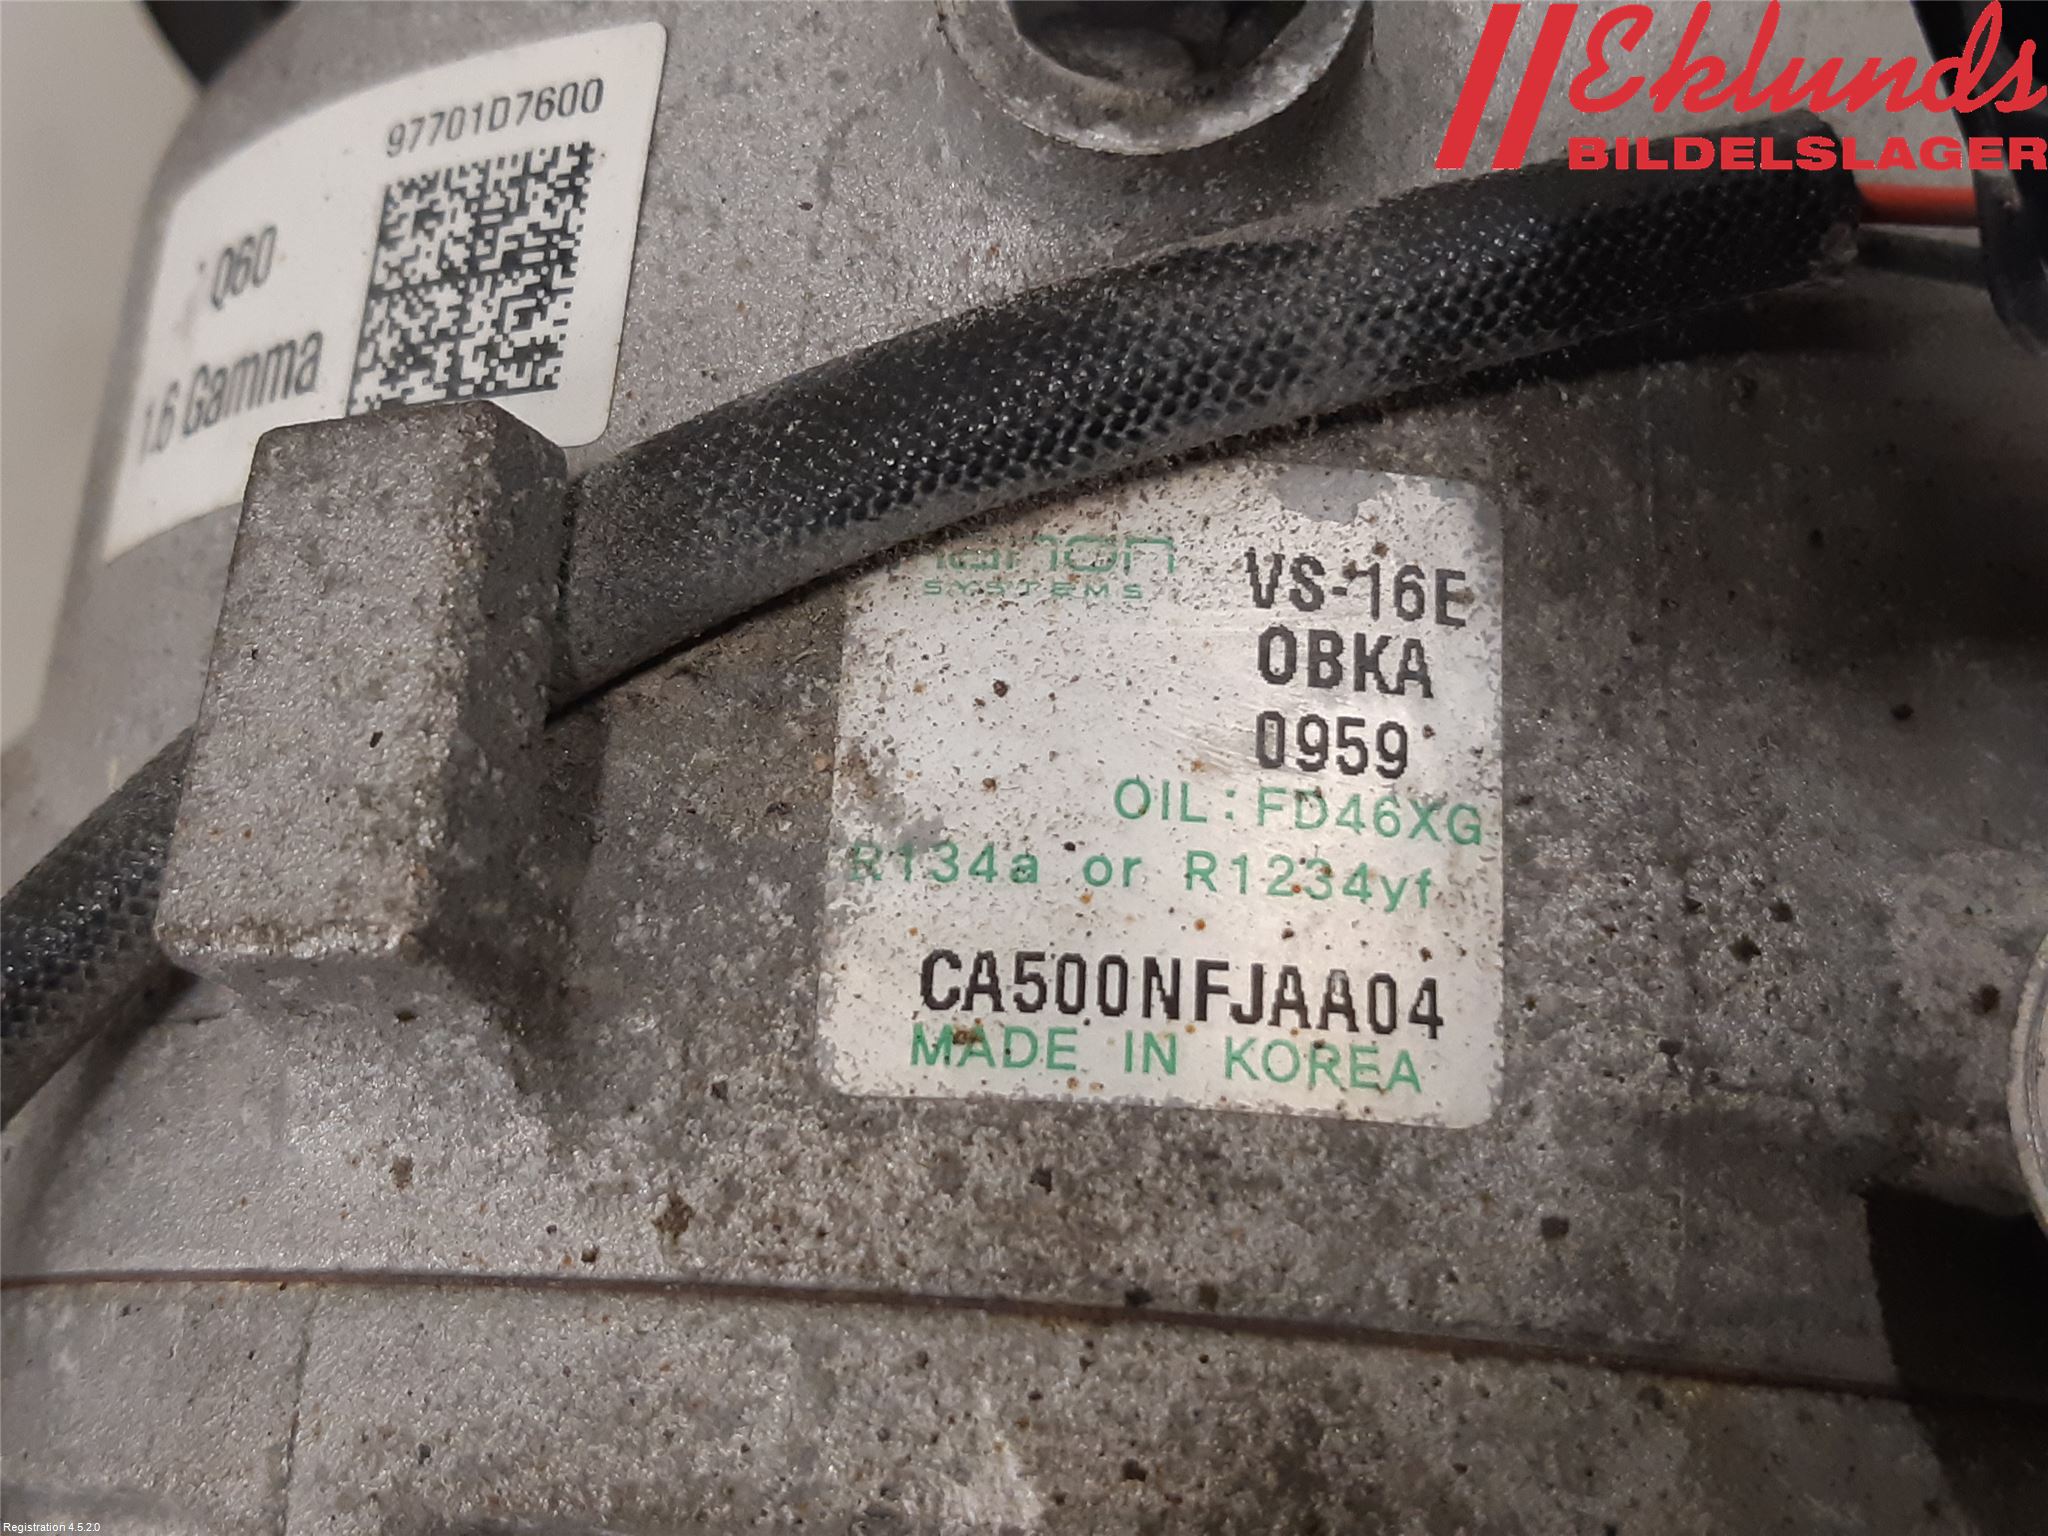 Eklunds
BILDELSLAGER
97701D7600
060
1.6 Gamma
SYSTEMS
VS-16E
0BKA
0959
OIL : FD46XG
R134a or R1234yf
CA500NFJAA04
MADE IN KOREA
Registration 4.5.2.0